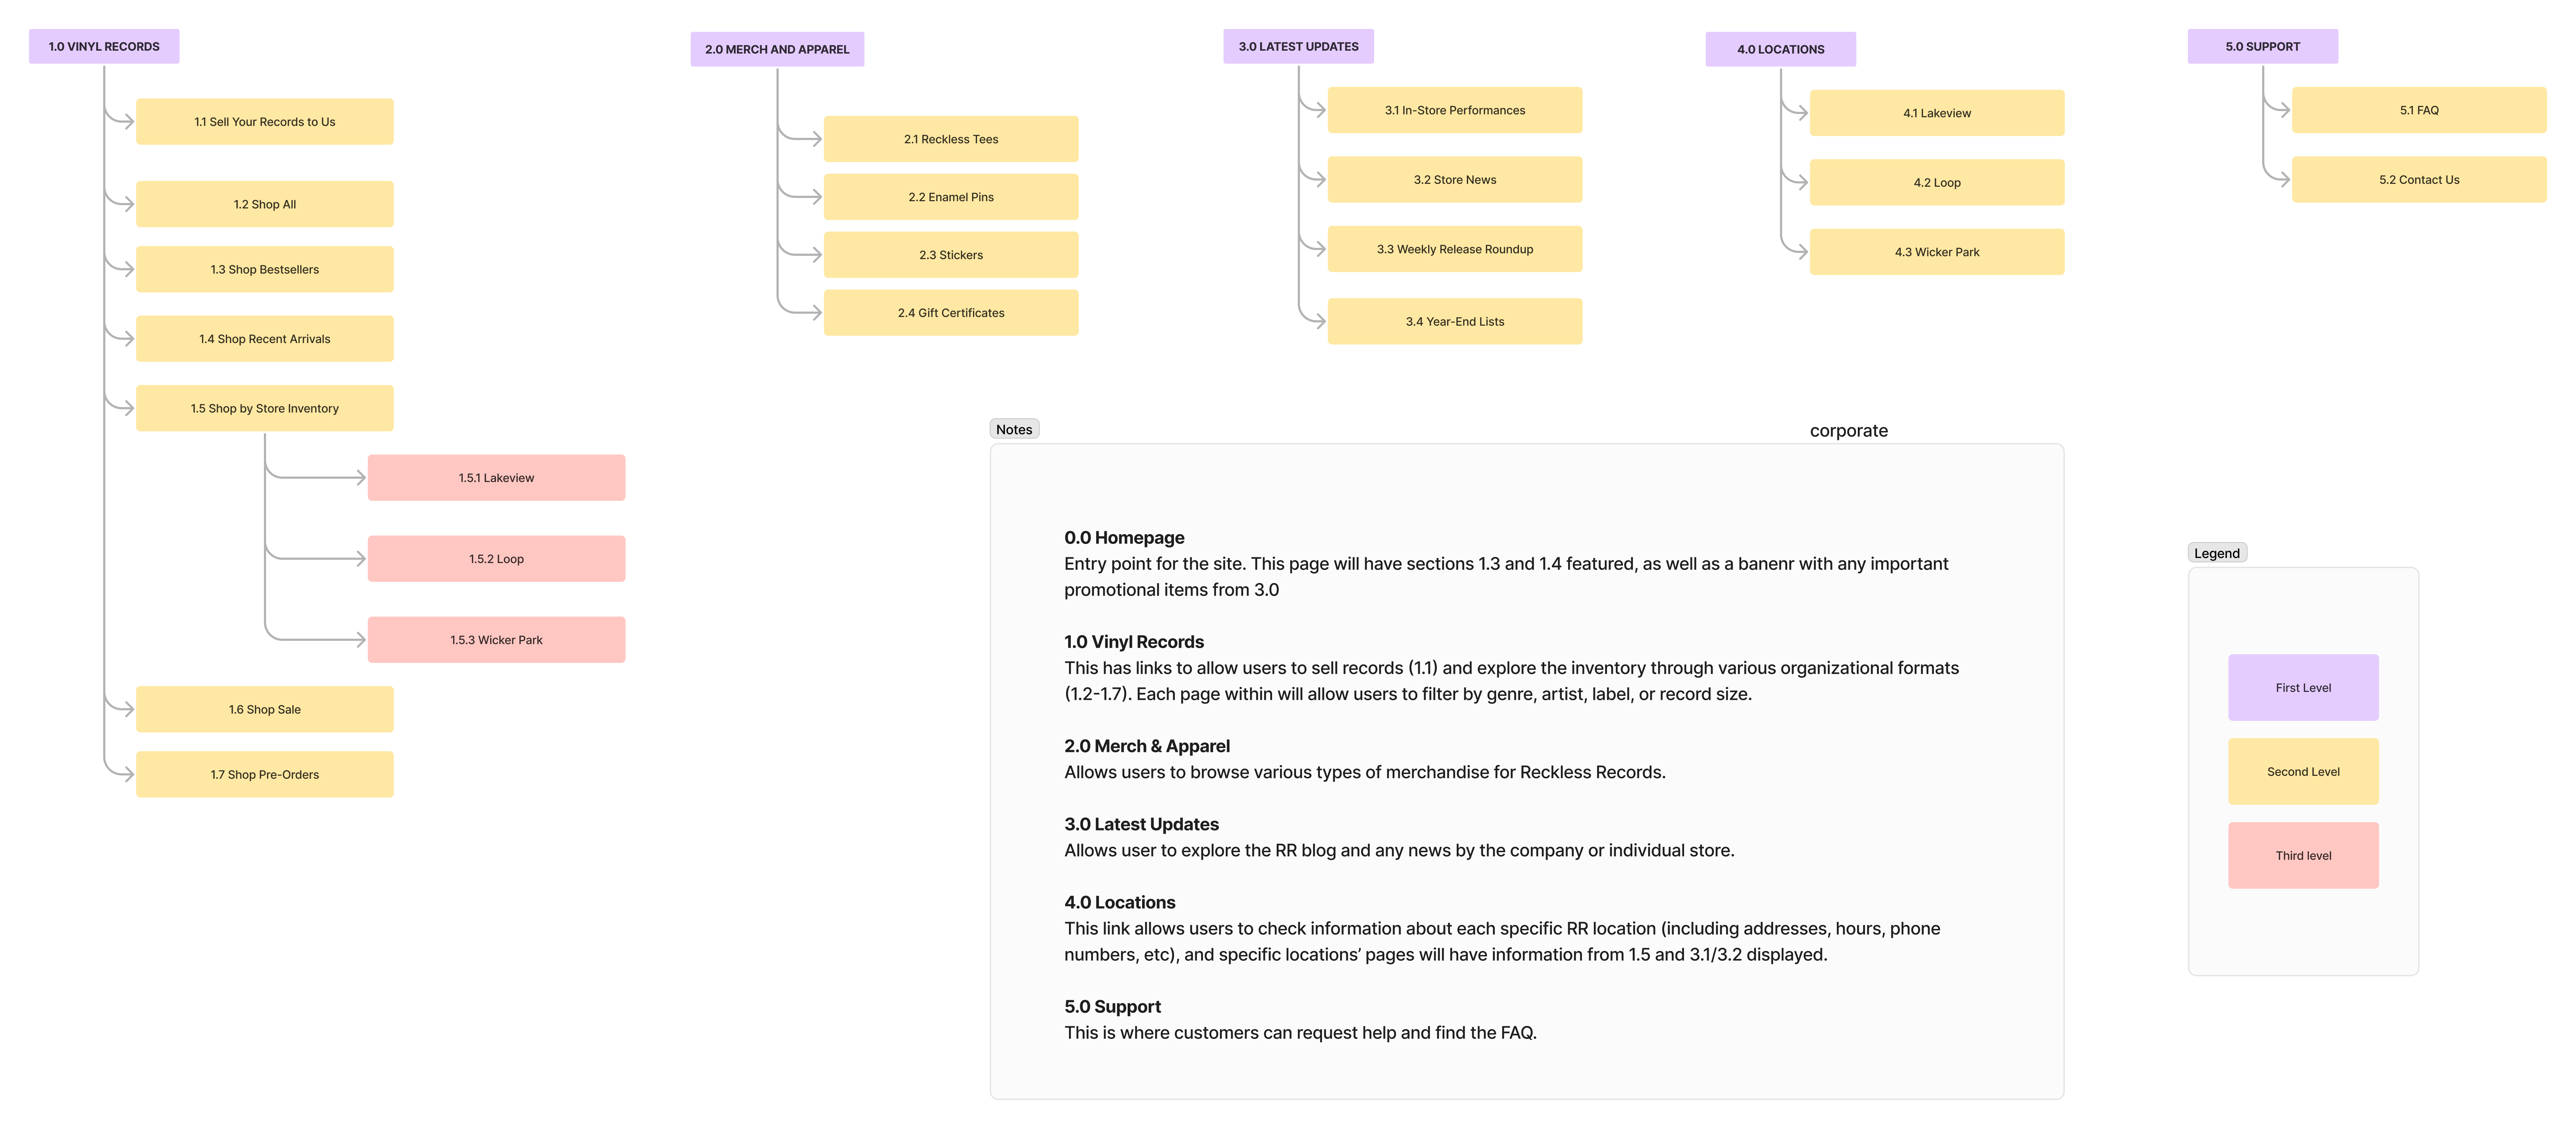 1.0 VINYL RECORDS
1.1 Sell Your Records to Us
1.2 Shop All
1.3 Shop Bestsellers
1.4 Shop Recent Arrivals
1.5 Shop by Store Inventory
1.5.1 Lakeview
1.5.2 Loop
1.5.3 Wicker Park
1.6 Shop Sale
1.7 Shop Pre-Orders
2.0 MERCH AND APPAREL
2.1 Reckless Tees
2.2 Enamel Pins
2.3 Stickers
2.4 Gift Certificates
3.0 LATEST UPDATES
3.1 In-Store Performances
3.2 Store News
3.3 Weekly Release Roundup
3.4 Year-End Lists
4.0 LOCATIONS
4.1 Lakeview
4.2 Loop
4.3 Wicker Park
5.0 SUPPORT
5.1 FAQ
5.2 Contact Us
Notes
corporate
0.0 Homepage
Entry point for the site. This page will have sections 1.3 and 1.4 featured, as well as a banenr with any important
promotional items from 3.0
1.0 Vinyl Records
This has links to allow users to sell records (1.1) and explore the inventory through various organizational formats
(1.2-1.7). Each page within will allow users to filter by genre, artist, label, or record size.
2.0 Merch & Apparel
Allows users to browse various types of merchandise for Reckless Records.
3.0 Latest Updates
Allows user to explore the RR blog and any news by the company or individual store.
4.0 Locations
This link allows users to check information about each specific RR location (including addresses, hours, phone
numbers, etc), and specific locations’ pages will have information from 1.5 and 3.1/3.2 displayed.
5.0 Support
This is where customers can request help and find the FAQ.
Legend
First Level
Second Level
Third level